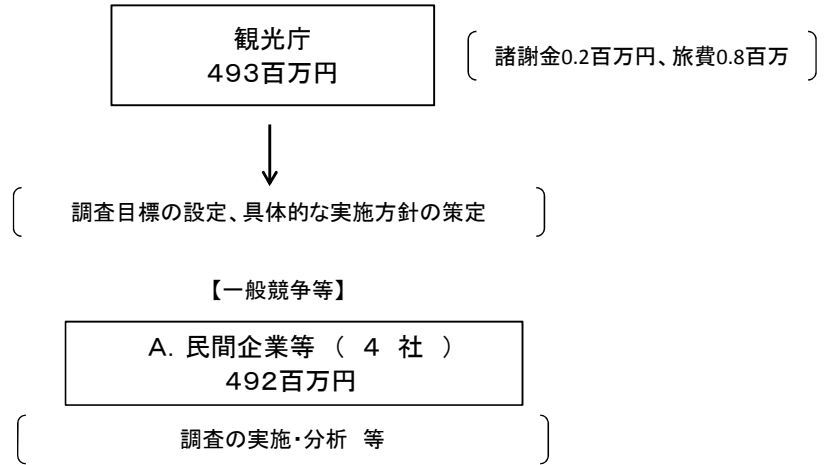 観光庁
493百万円
諸謝金0.2百万円、旅費0.8百万
調査目標の設定、具体的な実施方針の策定
【一般競争等】
A. 民間企業等 （ 4 社 ）
492百万円
調査の実施・分析 等